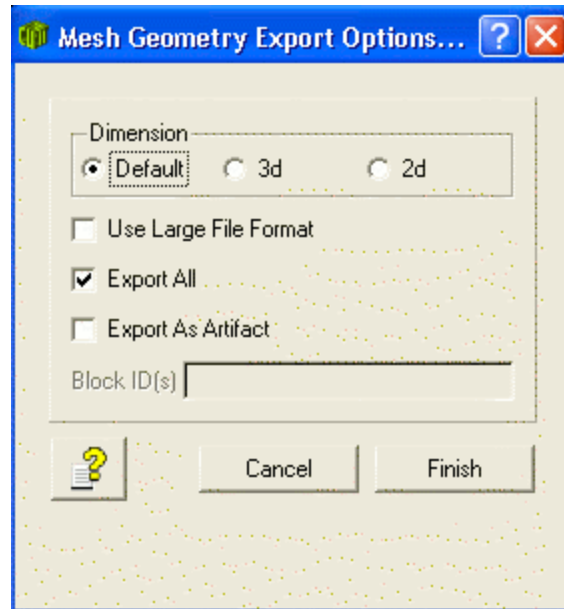 Mesh Geometry Export Options...
Dimension
Default 3d 2d
Use Large File Format
Export All
Export As Artifact
Block ID(s)
Cancel Finish